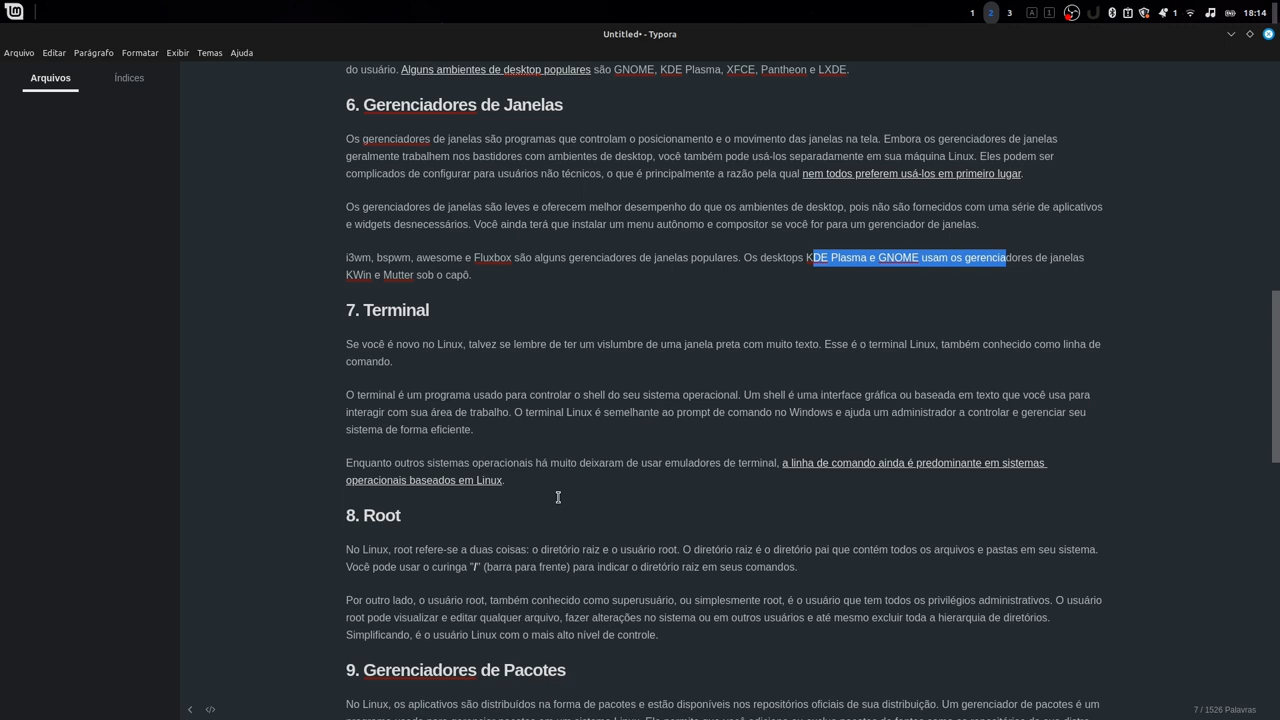 1 2 3 A 1 1 18:14
Untitled• - Typora
Arquivo Editar Parágrafo Formatar Exibir Temas Ajuda
Arquivos Índices
do usuário. Alguns ambientes de desktop populares são GNOME, KDE Plasma, XFCE, Pantheon e LXDE.
6. Gerenciadores de Janelas
Os gerenciadores de janelas são programas que controlam o posicionamento e o movimento das janelas na tela. Embora os gerenciadores de janelas
geralmente trabalhem nos bastidores com ambientes de desktop, você também pode usá-los separadamente em sua máquina Linux. Eles podem ser
complicados de configurar para usuários não técnicos, o que é principalmente a razão pela qual nem todos preferem usá-los em primeiro lugar.
Os gerenciadores de janelas são leves e oferecem melhor desempenho do que os ambientes de desktop, pois não são fornecidos com uma série de aplicativos
e widgets desnecessários. Você ainda terá que instalar um menu autônomo e compositor se você for para um gerenciador de janelas.
i3wm, bspwm, awesome e Fluxbox são alguns gerenciadores de janelas populares. Os desktops KDE Plasma e GNOME usam os gerenciadores de janelas
KWin e Mutter sob o capô.
7. Terminal
Se você é novo no Linux, talvez se lembre de ter um vislumbre de uma janela preta com muito texto. Esse é o terminal Linux, também conhecido como linha de
comando.
O terminal é um programa usado para controlar o shell do seu sistema operacional. Um shell é uma interface gráfica ou baseada em texto que você usa para
interagir com sua área de trabalho. O terminal Linux é semelhante ao prompt de comando no Windows e ajuda um administrador a controlar e gerenciar seu
sistema de forma eficiente.
Enquanto outros sistemas operacionais há muito deixaram de usar emuladores de terminal, a linha de comando ainda é predominante em sistemas
operacionais baseados em Linux.
8. Root
No Linux, root refere-se a duas coisas: o diretório raiz e o usuário root. O diretório raiz é o diretório pai que contém todos os arquivos e pastas em seu sistema.
Você pode usar o curinga "/" (barra para frente) para indicar o diretório raiz em seus comandos.
Por outro lado, o usuário root, também conhecido como superusuário, ou simplesmente root, é o usuário que tem todos os privilégios administrativos. O usuário
root pode visualizar e editar qualquer arquivo, fazer alterações no sistema ou em outros usuários e até mesmo excluir toda a hierarquia de diretórios.
Simplificando, é o usuário Linux com o mais alto nível de controle.
9. Gerenciadores de Pacotes
No Linux, os aplicativos são distribuídos na forma de pacotes e estão disponíveis nos repositórios oficiais de sua distribuição. Um gerenciador de pacotes é um
7 / 1526 Palavras